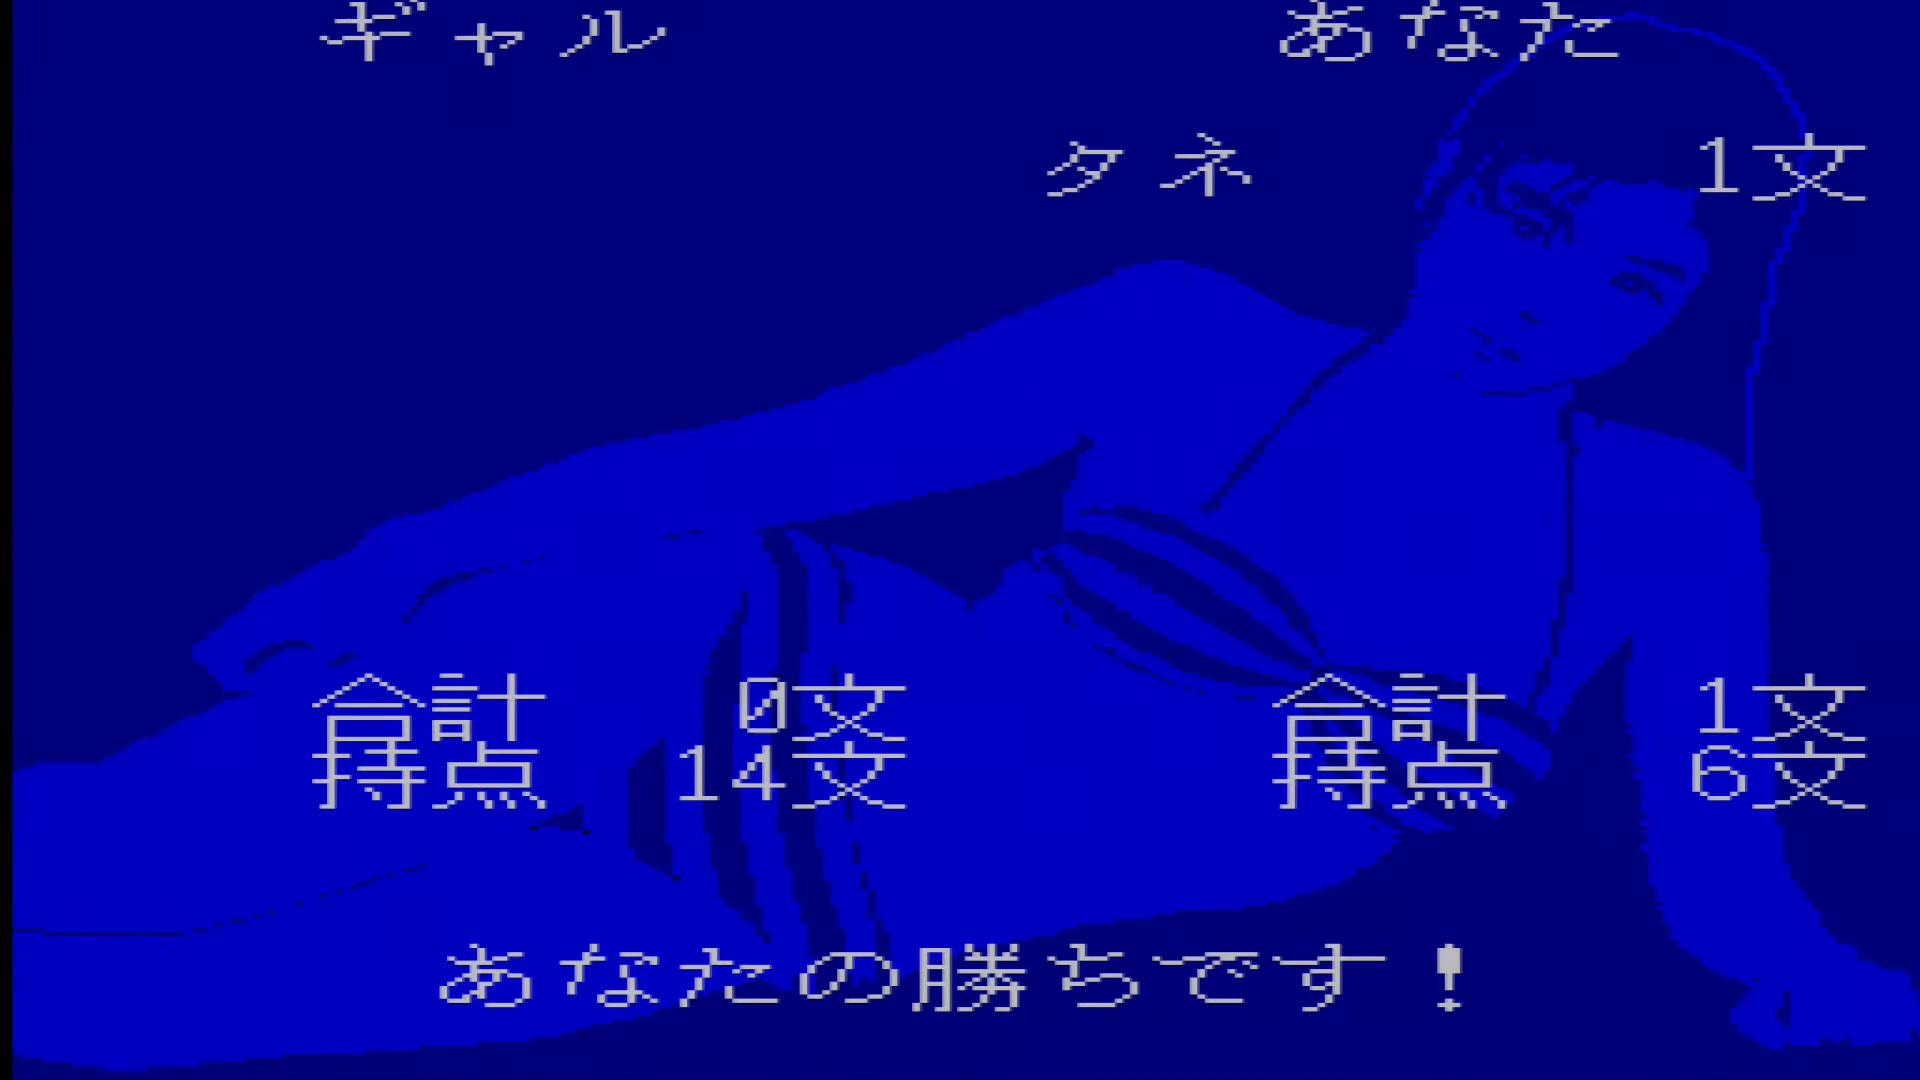 ギャル あなた
タネ 1文
合計 0文 合計 1文
持点 14文 持点 6文
あなたの勝ちです！